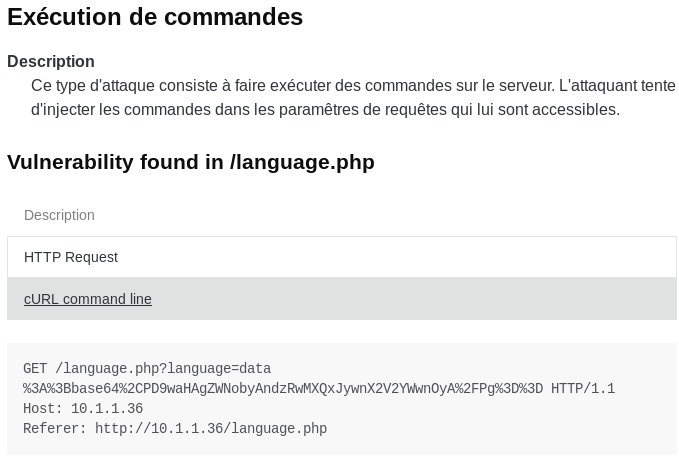 Exécution de commandes
Description
Ce type d'attaque consiste à faire exécuter des commandes sur le serveur. L'attaquant tente
d'injecter les commandes dans les paramêtres de requêtes qui lui sont accessibles.
Vulnerability found in /language.php
Description
HTTP Request
cURL command line
GET /language.php?language=data
%3A%3Bbase64%2CPD9waHAgZWNobyAndzRwMXQxJywnX2V2YWwnOyA%2FPg%3D%3D HTTP/1.1
Host: 10.1.1.36
Referer: http://10.1.1.36/language.php